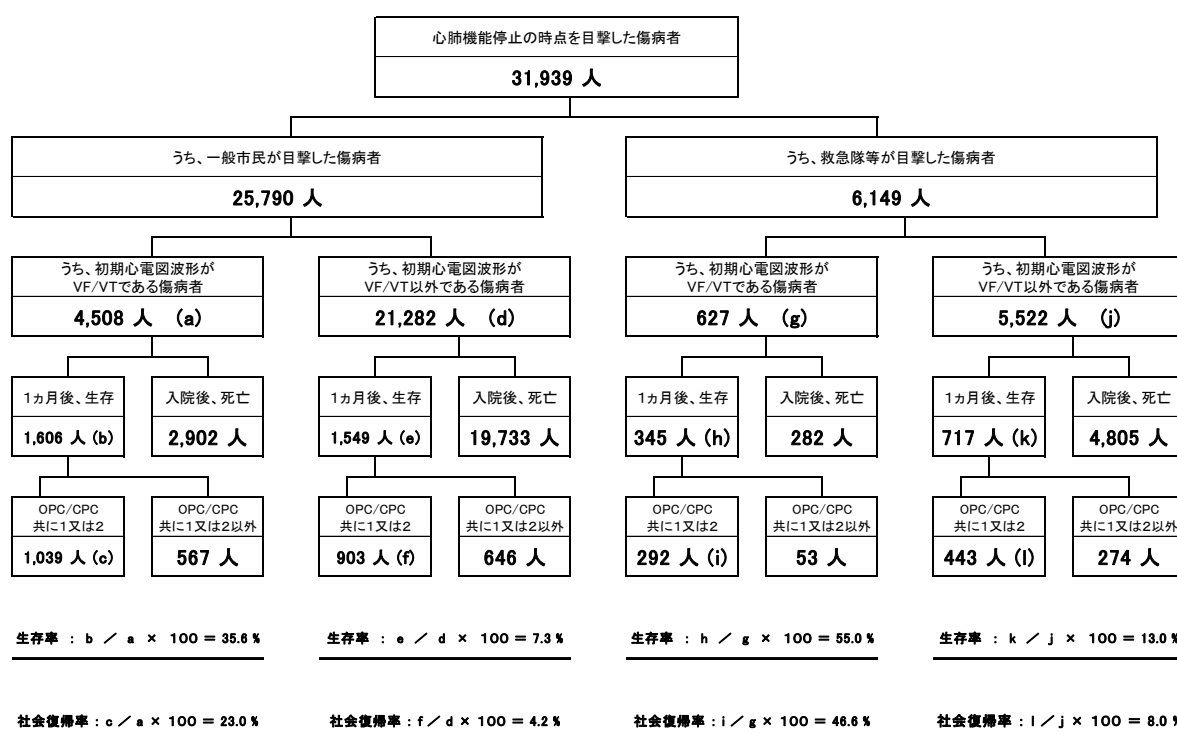 心肺機能停止の時点を目撃した傷病者
31,939 人
うち、一般市民が目撃した傷病者
25,790 人
うち、救急隊等が目撃した傷病者
6,149 人
うち、初期心電図波形が
VF/VTである傷病者
4,508 人 (a)
うち、初期心電図波形が
VF/VT以外である傷病者
21,282 人 (d)
うち、初期心電図波形が
VF/VTである傷病者
627 人 (g)
うち、初期心電図波形が
VF/VT以外である傷病者
5,522 人 (j)
1ヵ月後、生存
1,606 人 (b)
入院後、死亡
2,902 人
1ヵ月後、生存
1,549 人 (e)
入院後、死亡
19,733 人
1ヵ月後、生存
345 人 (h)
入院後、死亡
282 人
1ヵ月後、生存
717 人 (k)
入院後、死亡
4,805 人
OPC/CPC
共に1又は2
1,039 人 (c)
OPC/CPC
共に1又は2以外
567 人
OPC/CPC
共に1又は2
903 人 (f)
OPC/CPC
共に1又は2以外
646 人
OPC/CPC
共に1又は2
292 人 (i)
OPC/CPC
共に1又は2以外
53 人
OPC/CPC
共に1又は2
443 人 (l)
OPC/CPC
共に1又は2以外
274 人
生存率 : b / a × 100 = 35.6 %
生存率 : e / d × 100 = 7.3 %
生存率 : h / g × 100 = 55.0 %
生存率 : k / j × 100 = 13.0 %
社会復帰率 : c / a × 100 = 23.0 %
社会復帰率 : f / d × 100 = 4.2 %
社会復帰率 : i / g × 100 = 46.6 %
社会復帰率 : l / j × 100 = 8.0 %